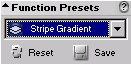 Function Presets
Stripe Gradient
Reset Save